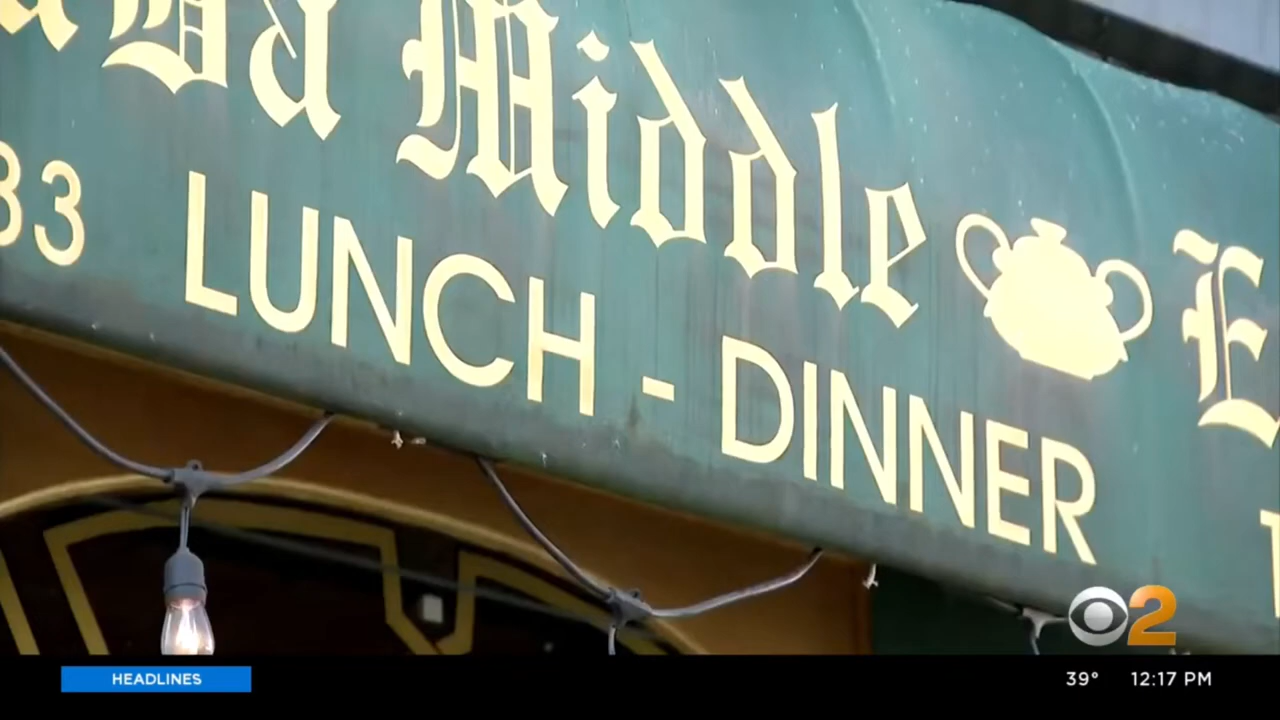 Middle
33 LUNCH - DINNER
2
HEADLINES
39° 12:17 PM